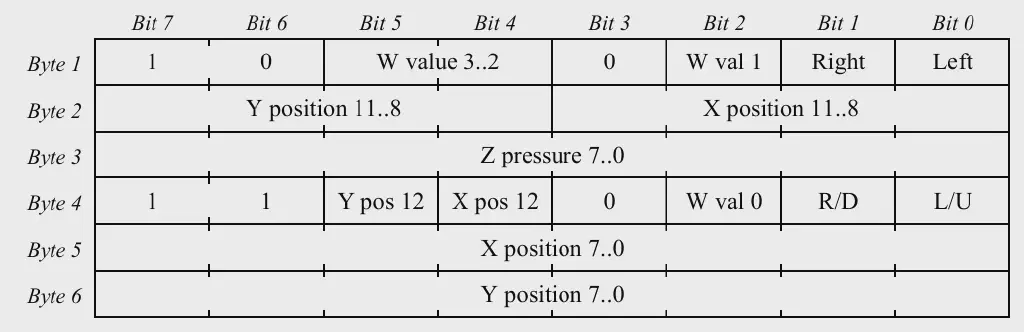 Bit 7 Bit 6 Bit 5 Bit 4 Bit 3 Bit 2 Bit 1 Bit 0
Byte 1 1 0 W value 3..2 0 W val 1 Right Left
Byte 2 Y position 11..8 X position 11..8
Byte 3 Z pressure 7..0
Byte 4 1 1 Y pos 12 X pos 12 0 W val 0 R/D L/U
Byte 5 X position 7..0
Byte 6 Y position 7..0